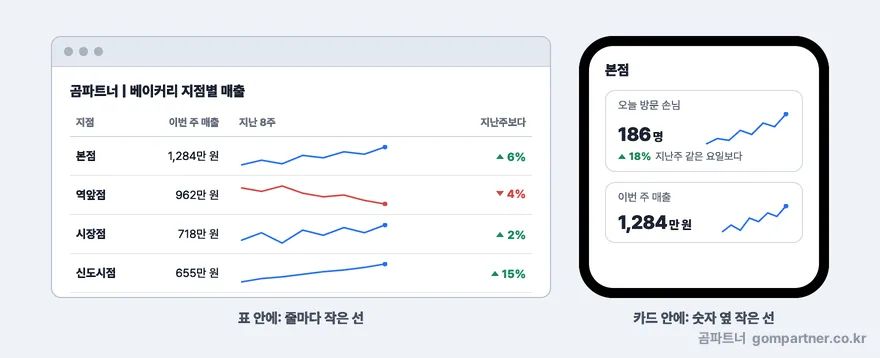 곰파트너 | 베이커리 지점별 매출
지점 이번 주 매출 지난 8주 지난주보다
본점 1,284만 원 ▲ 6%
역앞점 962만 원 ▼ 4%
시장점 718만 원 ▲ 2%
신도시점 655만 원 ▲ 15%
표 안에: 줄마다 작은 선
본점
오늘 방문 손님
186 명
▲ 18% 지난주 같은 요일보다
이번 주 매출
1,284 만 원
카드 안에: 숫자 옆 작은 선
곰파트너 gompartner.co.kr